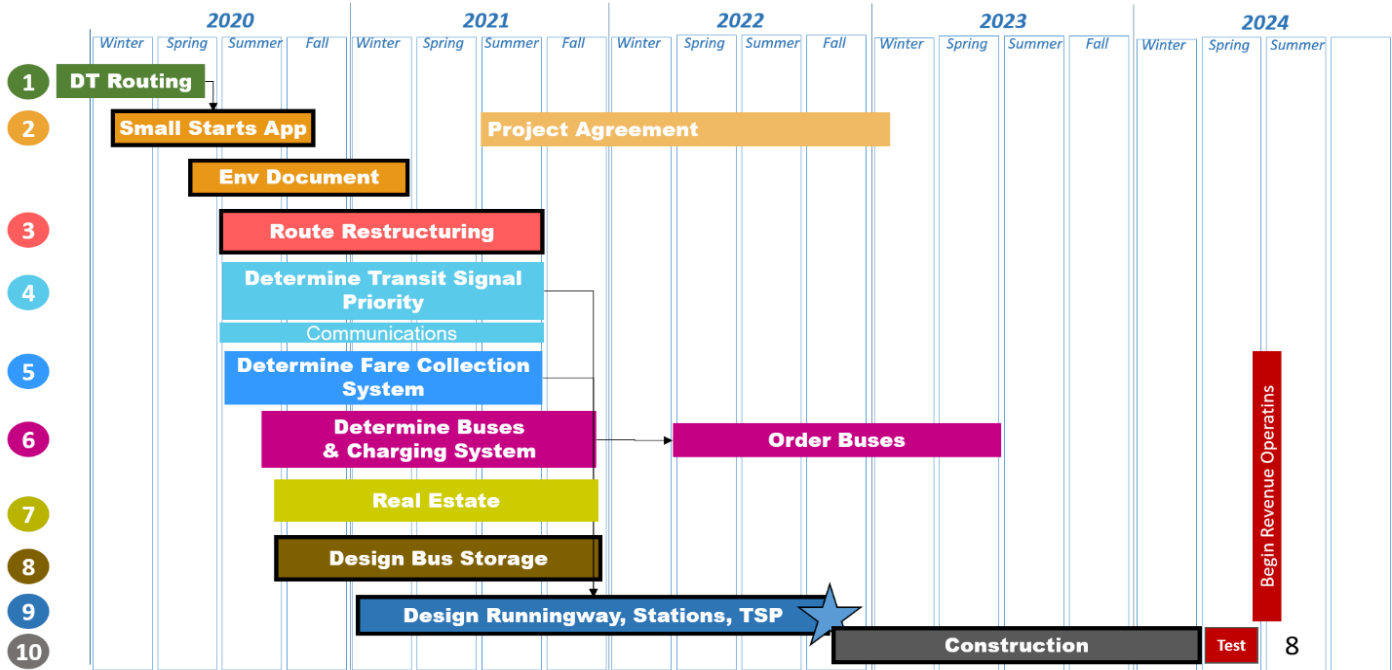 2020 2021 2022 2023 2024
Winter Spring Summer Fall Winter Spring Summer Fall Winter Spring Summer Fall Winter Spring Fall Winter Spring Summer
1 DT Routing
2 Small Starts App Project Agreement
Env Document
3 Route Restructuring
4 Determine Transit Signal
Priority
Communications
5 Determine Fare Collection
System
6 Determine Buses
& Charging System
Order Buses
7 Real Estate
8 Design Bus Storage
9 Design Runningway, Stations, TSP
10 Construction Test 8
Begin Revenue Operatins